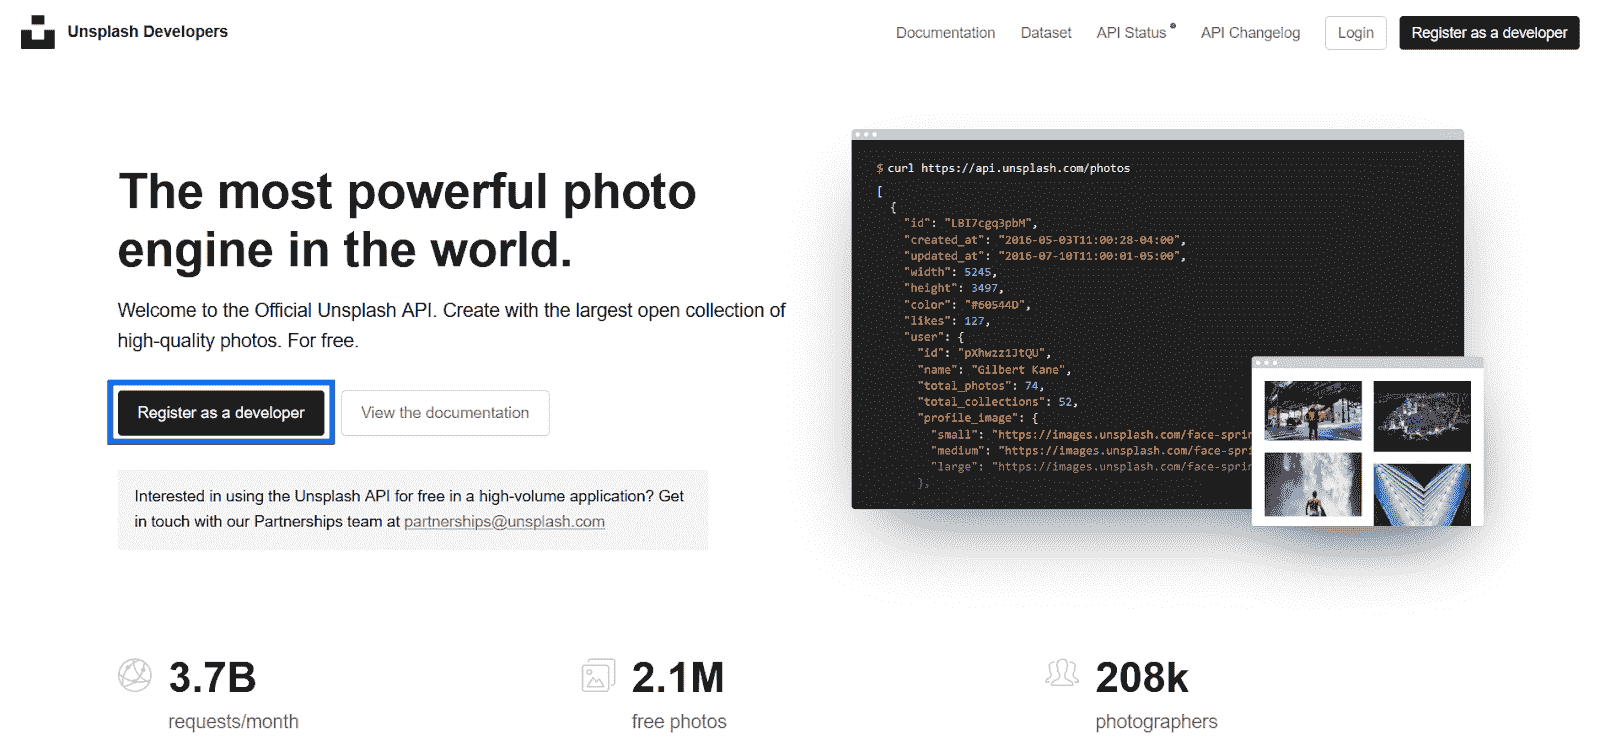 Unsplash Developers
Documentation
Dataset
API Status
API Changelog
Login
Register as a developer
The most powerful photo
engine in the world.
Welcome to the Official Unsplash API. Create with the largest open collection of
high-quality photos. For free.
Register as a developer
View the documentation
Interested in using the Unsplash API for free in a high-volume application? Get
in touch with our Partnerships team at partnerships@unsplash.com
$ curl https://api.unsplash.com/photos
[
{
"id": "LBI7cgq3pbM",
"created_at": "2016-05-03T11:00:28-04:00",
"updated_at": "2016-07-10T11:00:01-05:00",
"width": 5245,
"height": 3497,
"color": "#60544D",
"likes": 127,
"user": {
"id": "pXhwzz1JtQU",
"name": "Gilbert Kane",
"total_photos": 74,
"total_collections": 52,
"profile_image": {
"small": "https://images.unsplash.com/face-sprin
"medium": "https://images.unsplash.com/face-sprin
"large": "https://images.unsplash.com/face-sprin
},
3.7B
requests/month
2.1M
free photos
208k
photographers